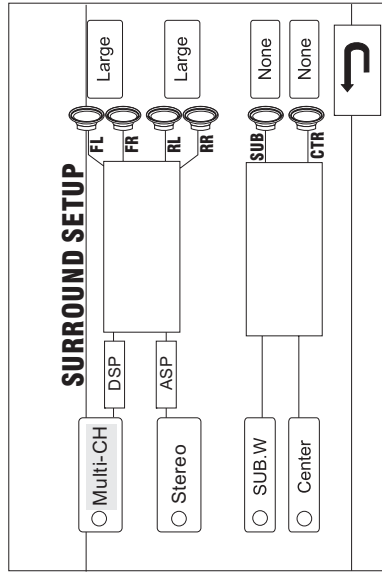 SURROUND SETUP
Multi-CH
DSP
FL
Large
FR
Stereo
ASP
RL
Large
RR
SUB.W
SUB
None
Center
CTR
None